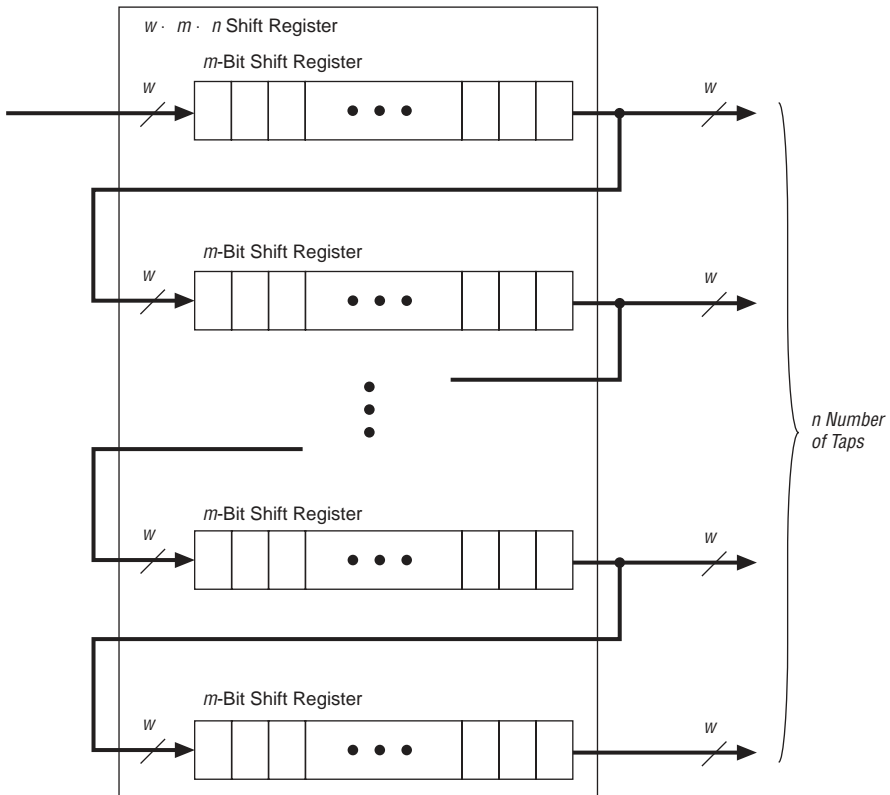 w · m · n Shift Register
m-Bit Shift Register
w
w
m-Bit Shift Register
w
w
n Number
of Taps
m-Bit Shift Register
w
w
m-Bit Shift Register
w
w